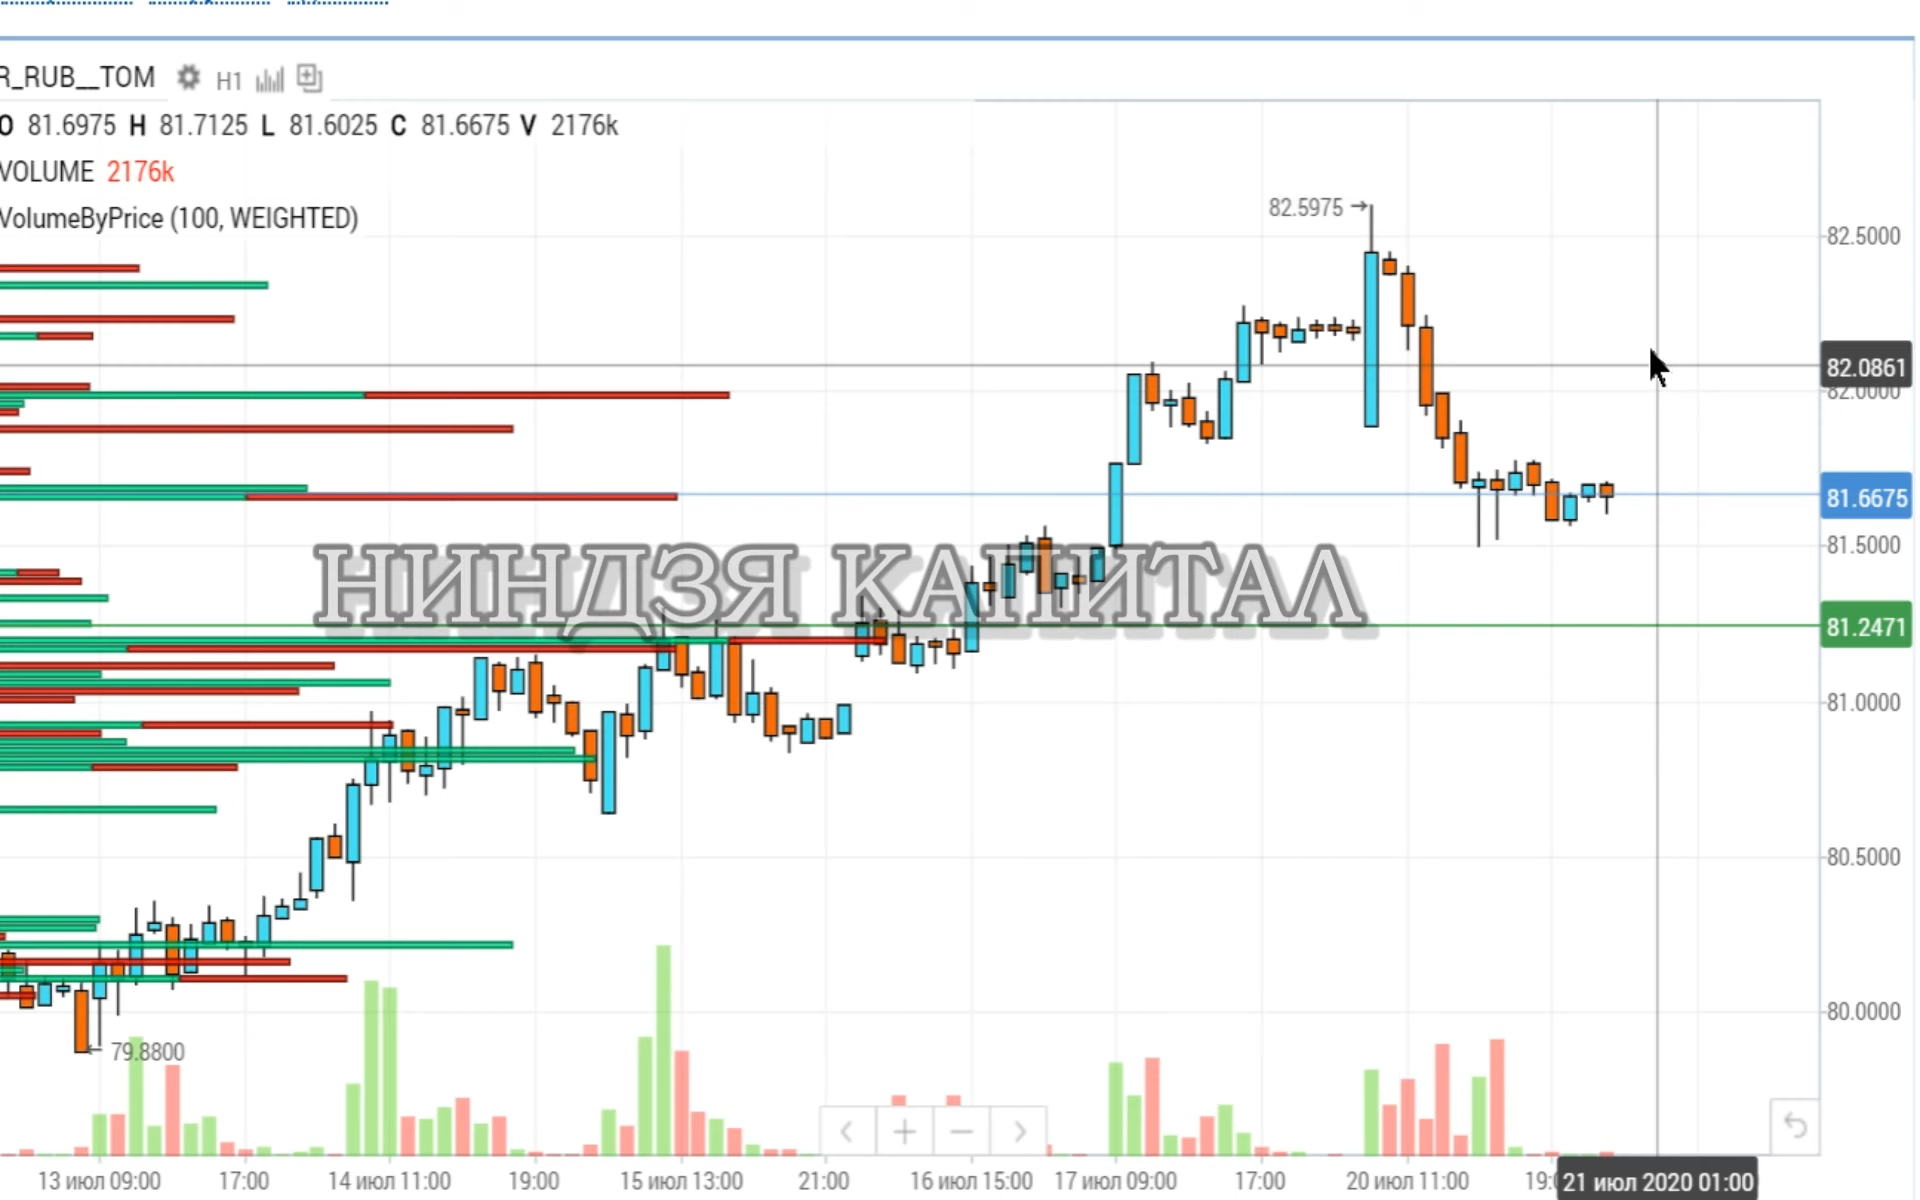 R_RUB__TOM H1
O 81.6975 H 81.7125 L 81.6025 C 81.6675 V 2176k
VOLUME 2176k
VolumeByPrice (100, WEIGHTED)
82.5975
82.5000
82.0861
82.0000
81.6675
81.5000
НИНДЗЯ КАПИТАЛ
81.2471
81.0000
80.5000
80.0000
79.8800
13 июл 09:00 17:00 14 июл 11:00 19:00 15 июл 13:00 21:00 16 июл 15:00 17 июл 09:00 17:00 20 июл 11:00 21 июл 2020 01:00